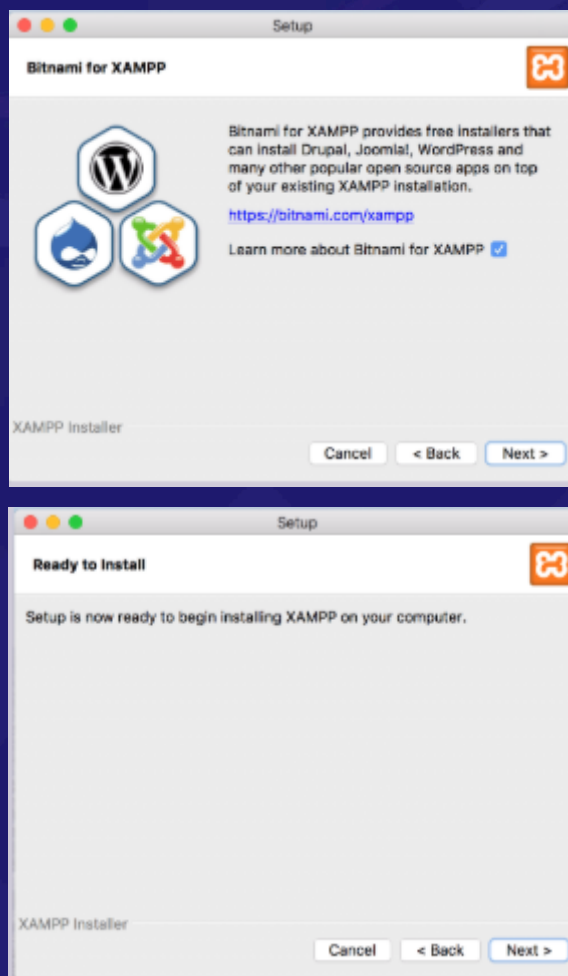 Setup
Bitnami for XAMPP
Bitnami for XAMPP provides free installers that
can install Drupal, Joomla!, WordPress and
many other popular open source apps on top
of your existing XAMPP installation.
https://bitnami.com/xampp
Learn more about Bitnami for XAMPP
XAMPP Installer
Cancel < Back Next >
Setup
Ready to Install
Setup is now ready to begin installing XAMPP on your computer.
XAMPP Installer
Cancel < Back Next >